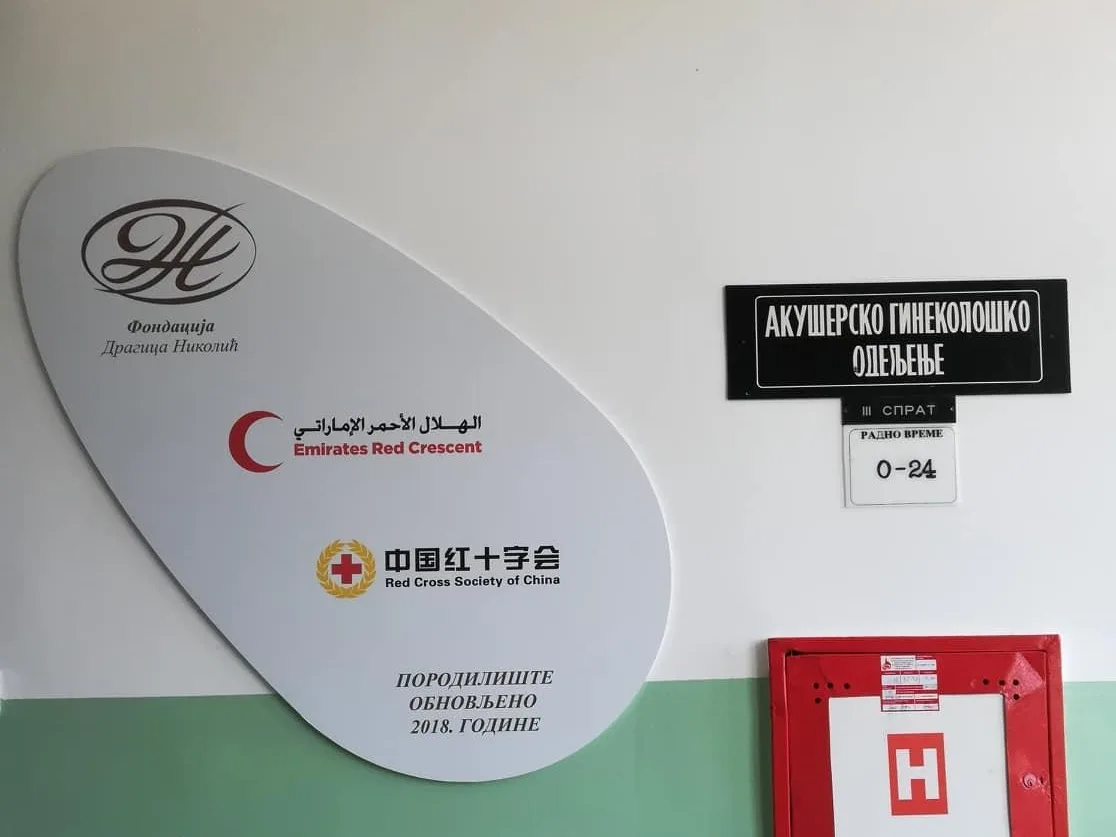 Фондација
Драгица Николић
الهلال الأحمر الإماراتي
Emirates Red Crescent
中国红十字会
Red Cross Society of China
ПОРОДИЛИШТЕ
ОБНОВЉЕНО
2018. ГОДИНЕ
АКУШЕРСКО ГИНЕКОЛОШКО
ОДЕЉЕЊЕ
III СПРАТ
РАДНО ВРЕМЕ
0-24
H